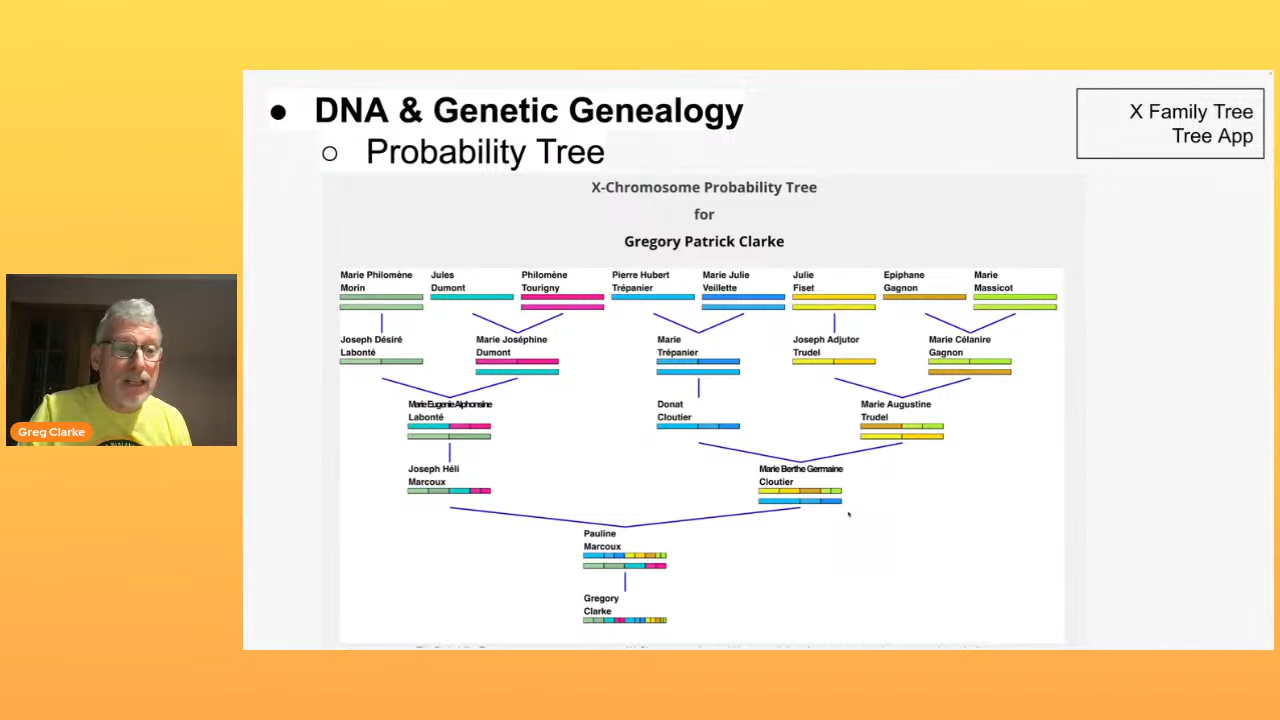 ● DNA & Genetic Genealogy
X Family Tree
Tree App
○ Probability Tree
X-Chromosome Probability Tree
for
Gregory Patrick Clarke
Marie Philomène
Morin
Jules
Dumont
Philomène
Tourigny
Pierre Hubert
Trépanier
Marie Julie
Veillette
Julie
Fiset
Epiphane
Gagnon
Marie
Massicot
Joseph Désiré
Labonté
Marie Joséphine
Dumont
Marie
Trépanier
Joseph Adjutor
Trudel
Marie Célanire
Gagnon
Marie Eugenie Alphonsine
Labonté
Donat
Cloutier
Marie Augustine
Trudel
Joseph Héli
Marcoux
Marie Berthe Germaine
Cloutier
Pauline
Marcoux
Gregory
Clarke
Greg Clarke